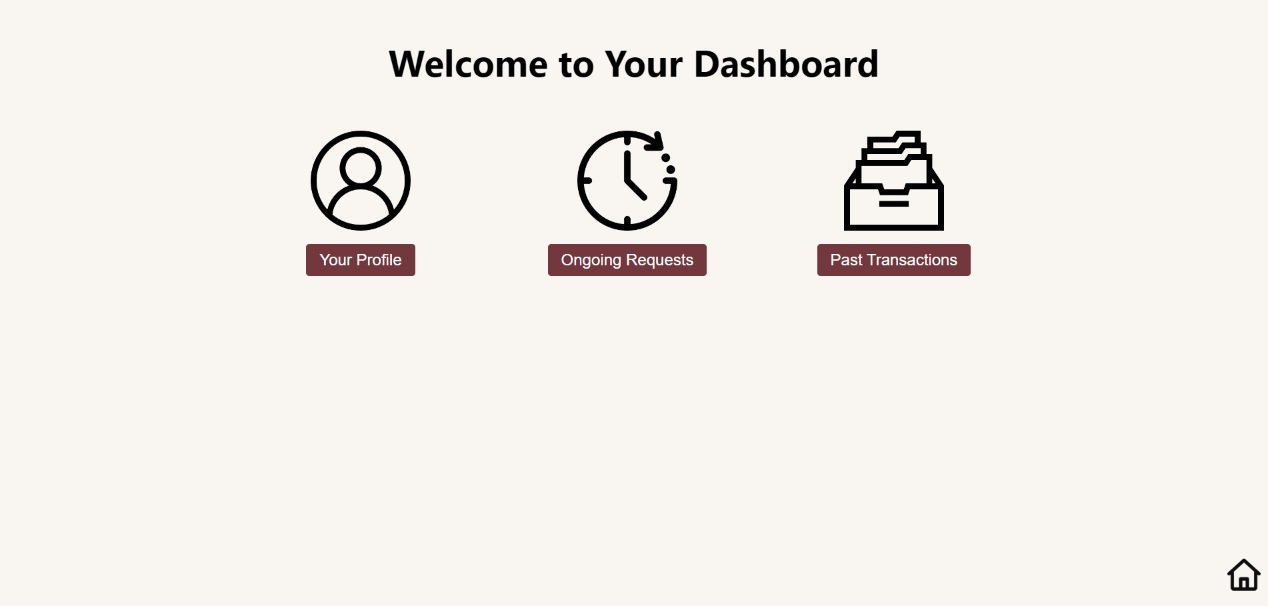 Welcome to Your Dashboard
Your Profile
Ongoing Requests
Past Transactions